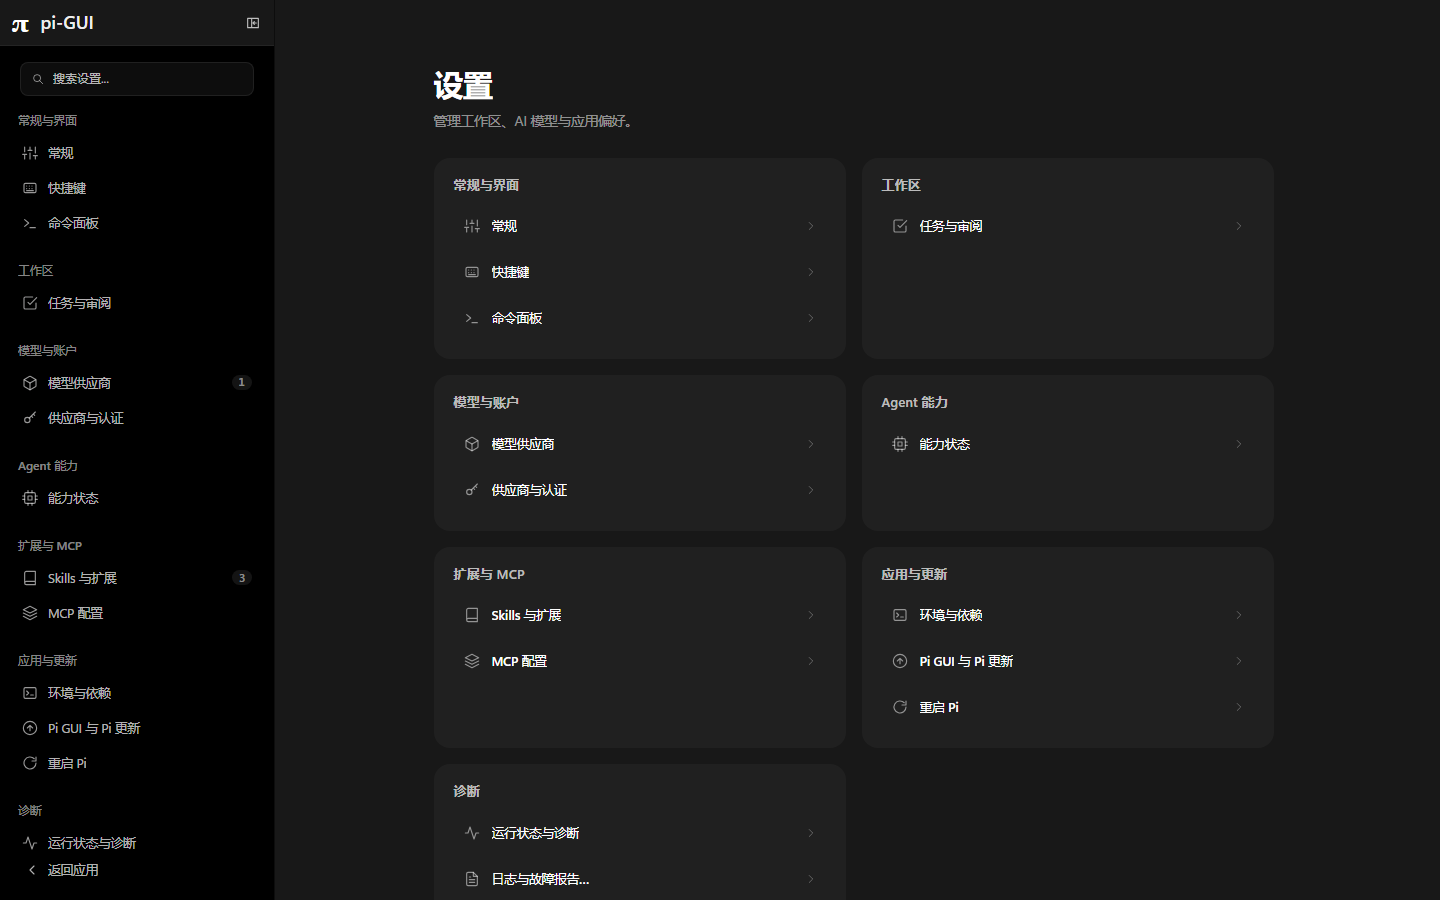 π pi-GUI
搜索设置...
常规与界面
常规
快捷键
命令面板
工作区
任务与审阅
模型与账户
模型供应商 1
供应商与认证
Agent 能力
能力状态
扩展与 MCP
Skills 与扩展 3
MCP 配置
应用与更新
环境与依赖
Pi GUI 与 Pi 更新
重启 Pi
诊断
运行状态与诊断
返回应用
设置
管理工作区、AI 模型与应用偏好。
常规与界面
常规
快捷键
命令面板
工作区
任务与审阅
模型与账户
模型供应商
供应商与认证
Agent 能力
能力状态
扩展与 MCP
Skills 与扩展
MCP 配置
应用与更新
环境与依赖
Pi GUI 与 Pi 更新
重启 Pi
诊断
运行状态与诊断
日志与故障报告...